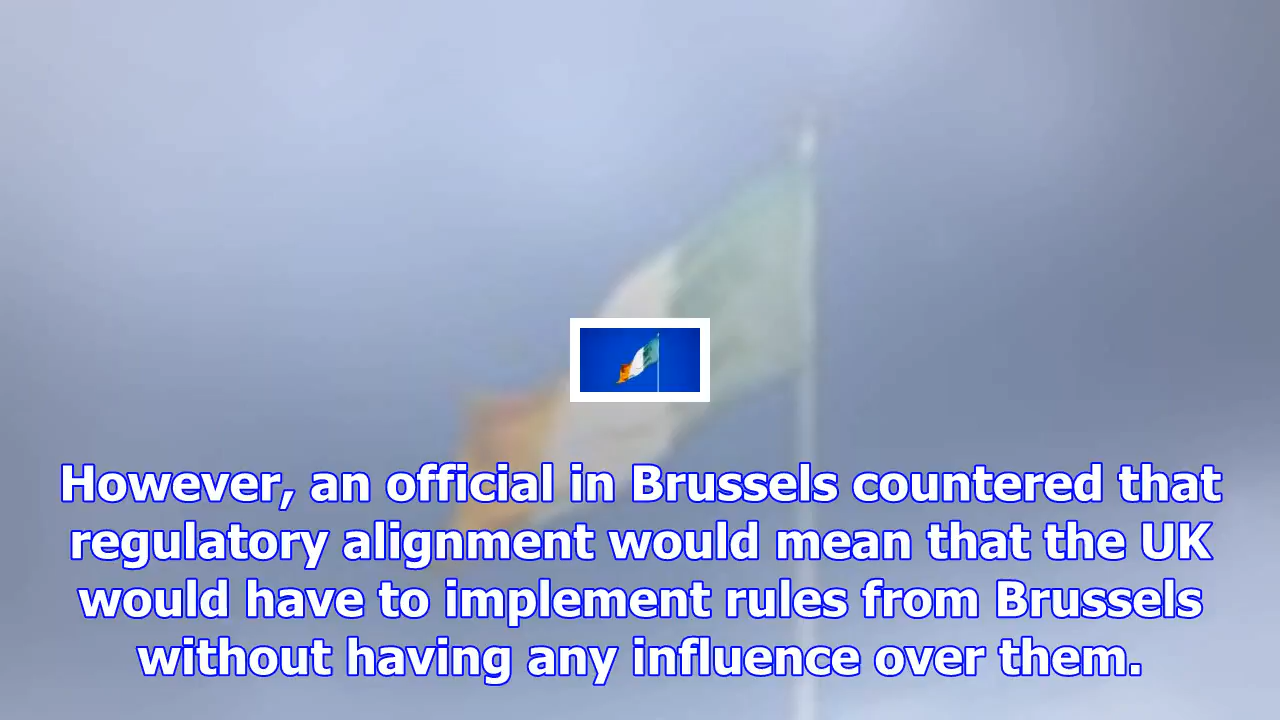 However, an official in Brussels countered that
regulatory alignment would mean that the UK
would have to implement rules from Brussels
without having any influence over them.